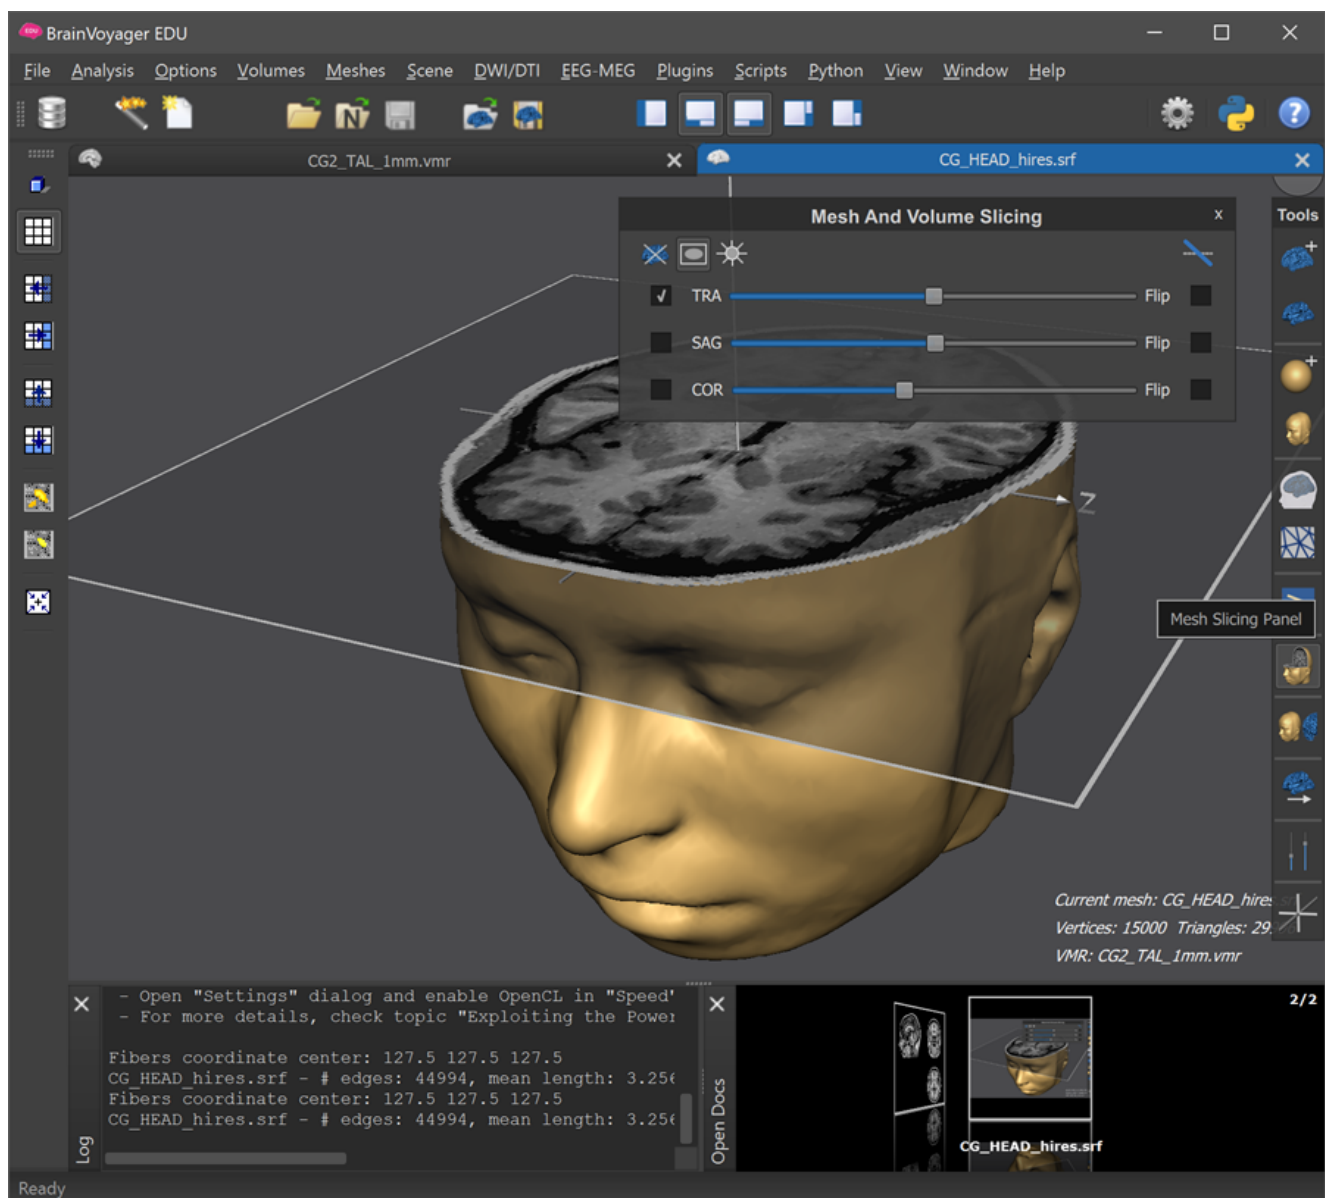 BrainVoyager EDU
File Analysis Options Volumes Meshes Scene DWI/DTI EEG-MEG Plugins Scripts Python View Window Help
CG2_TAL_1mm.vmr
CG_HEAD_hires.srf
Mesh And Volume Slicing x
Tools
TRA Flip
SAG Flip
COR Flip
Z
Mesh Slicing Panel
Current mesh: CG_HEAD_hires
Vertices: 15000 Triangles: 29
VMR: CG2_TAL_1mm.vmr
- Open "Settings" dialog and enable OpenCL in "Speed"
- For more details, check topic "Exploiting the Power
Fibers coordinate center: 127.5 127.5 127.5
CG_HEAD_hires.srf - # edges: 44994, mean length: 3.256
Fibers coordinate center: 127.5 127.5 127.5
CG_HEAD_hires.srf - # edges: 44994, mean length: 3.256
Log
Open Docs
2/2
CG_HEAD_hires.srf
Ready